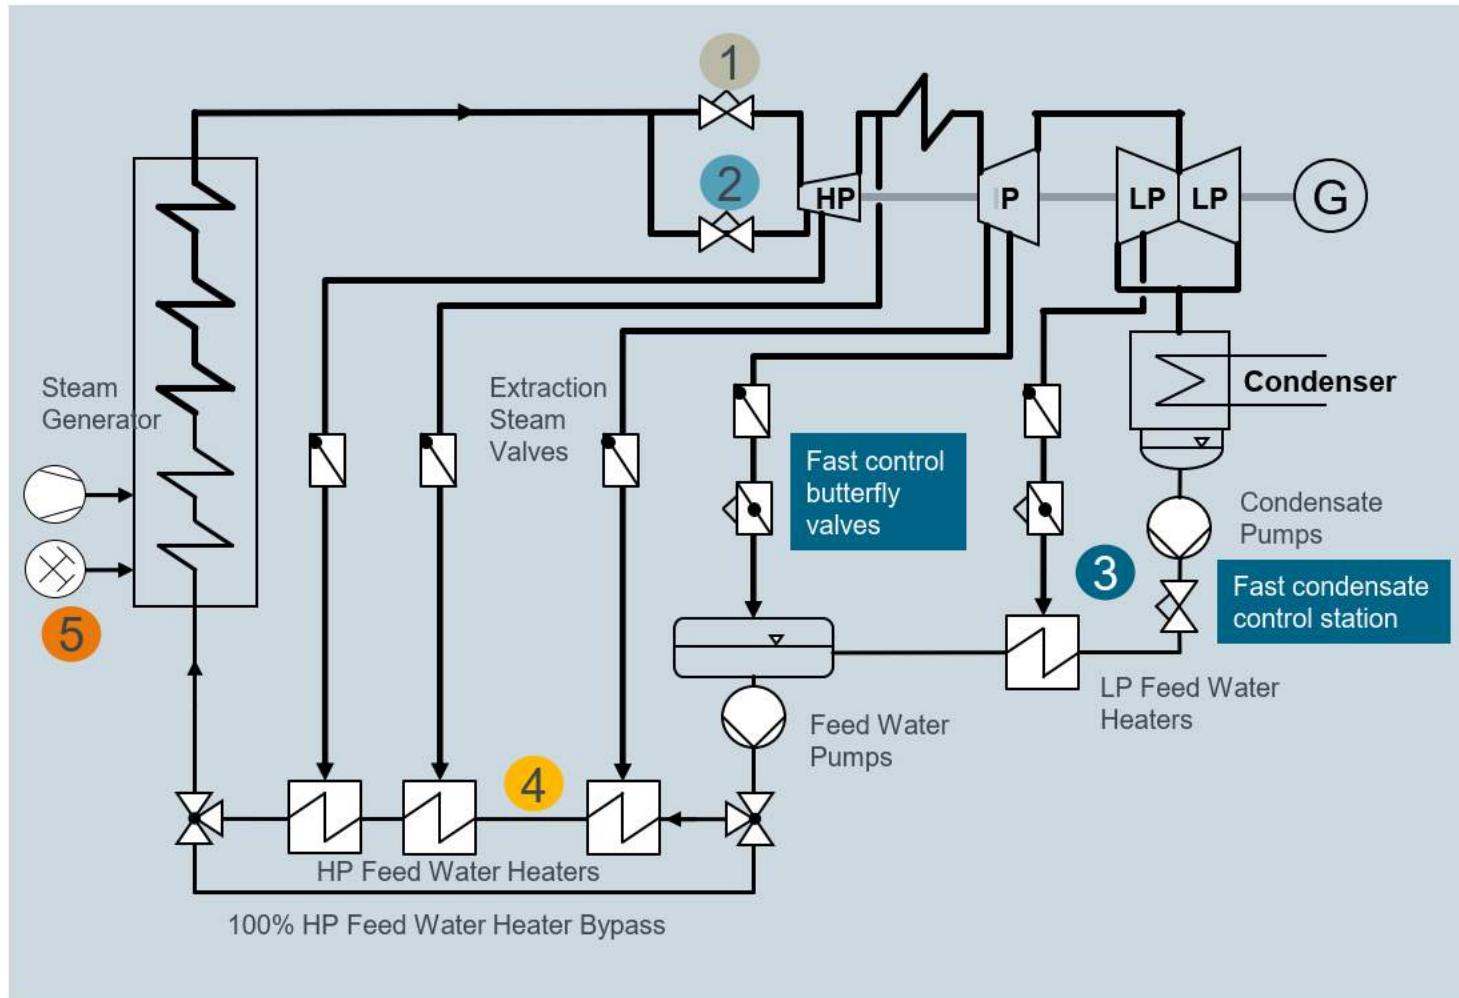 1
2
HP
IP
LP
LP
G
Steam
Generator
Extraction
Steam
Valves
Fast control
butterfly
valves
Condenser
Condensate
Pumps
3
Fast condensate
control station
5
LP Feed Water
Heaters
Feed Water
Pumps
4
HP Feed Water Heaters
100% HP Feed Water Heater Bypass